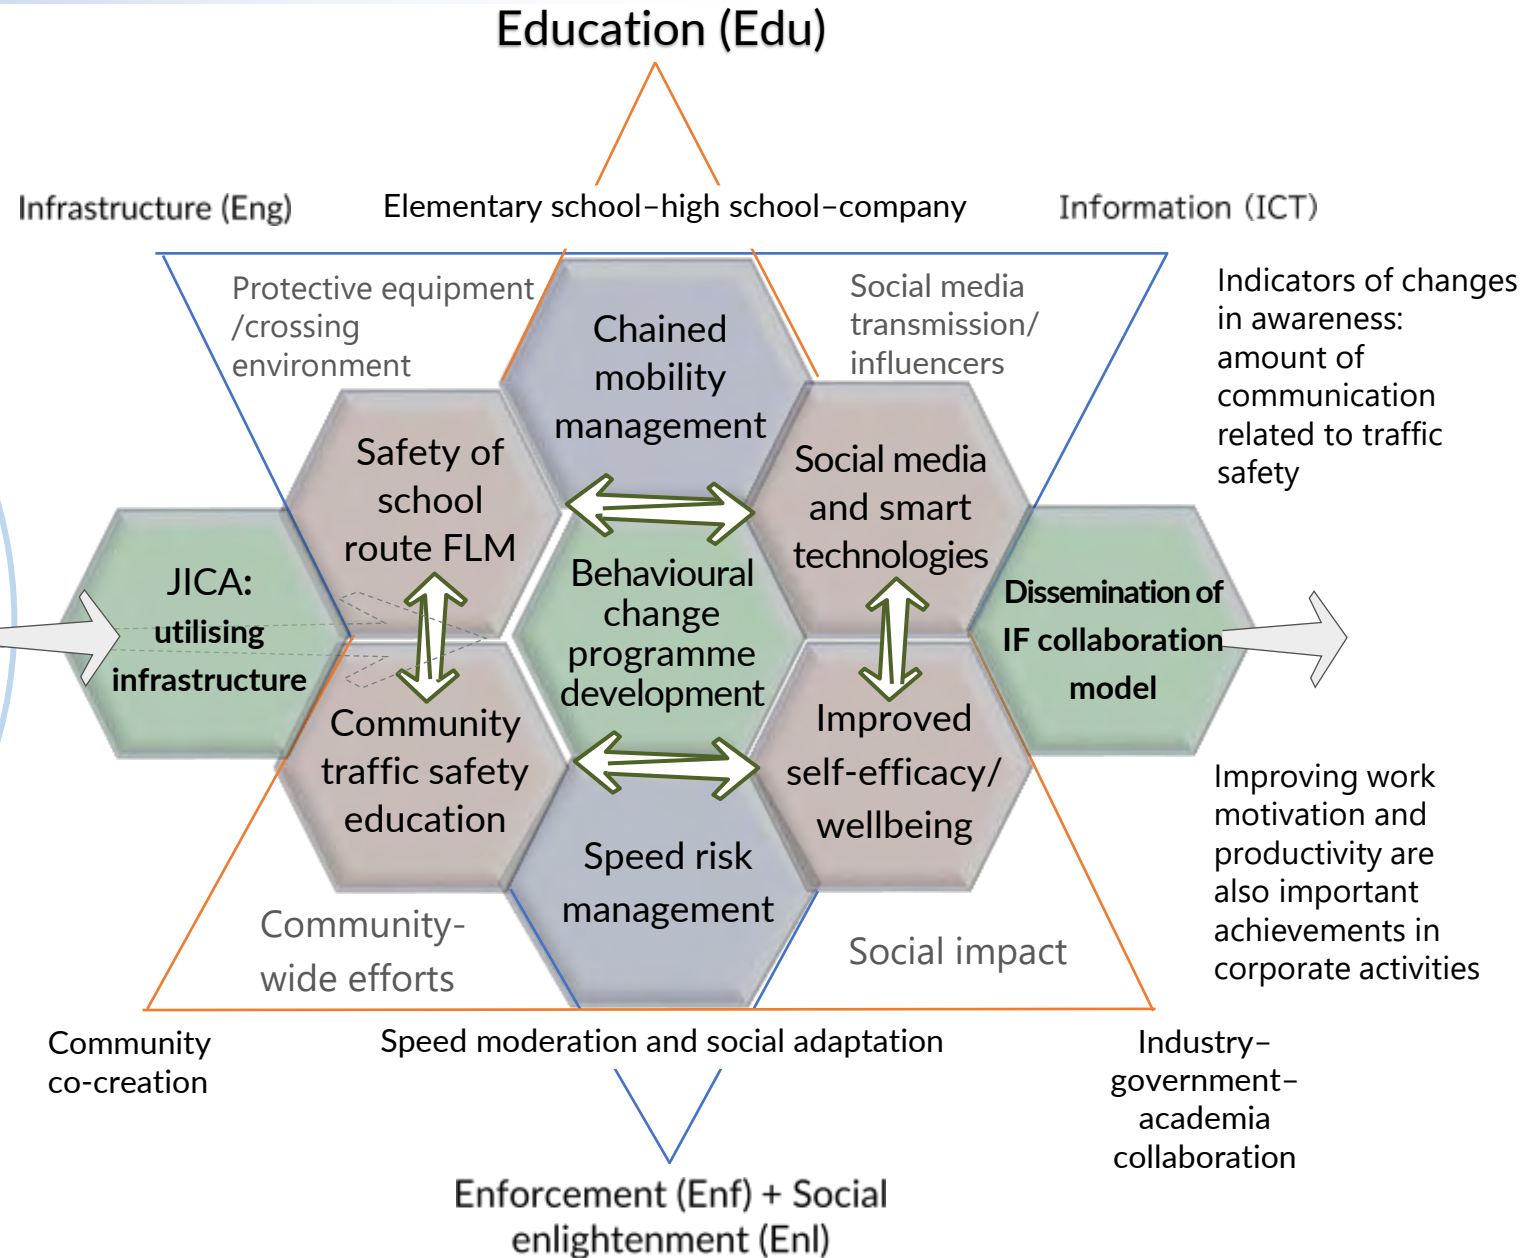 Education (Edu)
Infrastructure (Eng)
Elementary school–high school–company
Information (ICT)
Protective equipment
/crossing
environment
Social media
transmission/
influencers
Indicators of changes
in awareness:
amount of
communication
related to traffic
safety
Chained
mobility
management
Safety of
school
route FLM
Social media
and smart
technologies
JICA:
utilising
infrastructure
Behavioural
change
programme
development
Dissemination of
IF collaboration
model
Community
traffic safety
education
Improved
self-efficacy/
wellbeing
Speed risk
management
Improving work
motivation and
productivity are
also important
achievements in
corporate activities
Community-
wide efforts
Social impact
Community
co-creation
Speed moderation and social adaptation
Industry–
government–
academia
collaboration
Enforcement (Enf) + Social
enlightenment (Enl)